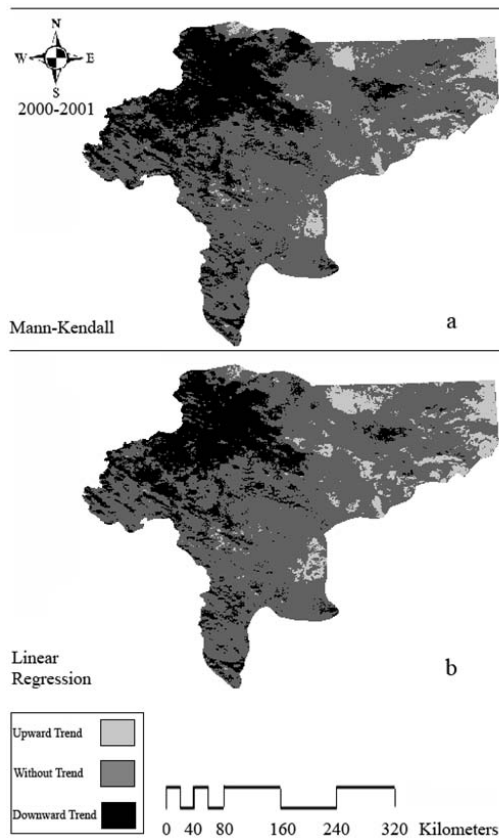 N
W E
S
2000-2001
Mann-Kendall
a
Linear
Regression
b
Upward Trend
Without Trend
Downward Trend
0 40 80 160 240 320 Kilometers